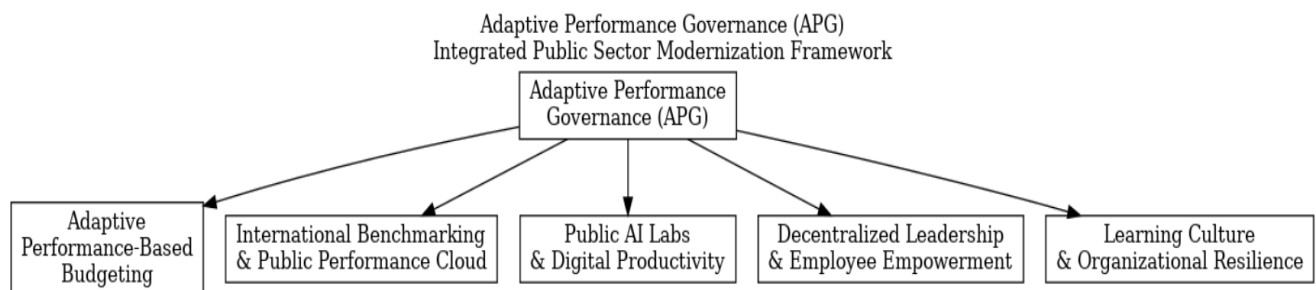 Adaptive Performance Governance (APG)
Integrated Public Sector Modernization Framework
Adaptive Performance
Governance (APG)
Adaptive
Performance-Based
Budgeting
International Benchmarking
& Public Performance Cloud
Public AI Labs
& Digital Productivity
Decentralized Leadership
& Employee Empowerment
Learning Culture
& Organizational Resilience